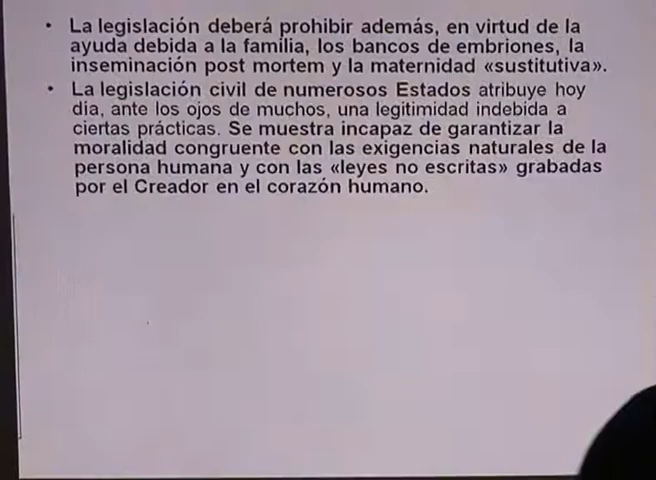 • La legislación deberá prohibir además, en virtud de la
ayuda debida a la familia, los bancos de embriones, la
inseminación post mortem y la maternidad «sustitutiva».
• La legislación civil de numerosos Estados atribuye hoy
día, ante los ojos de muchos, una legitimidad indebida a
ciertas prácticas. Se muestra incapaz de garantizar la
moralidad congruente con las exigencias naturales de la
persona humana y con las «leyes no escritas» grabadas
por el Creador en el corazón humano.